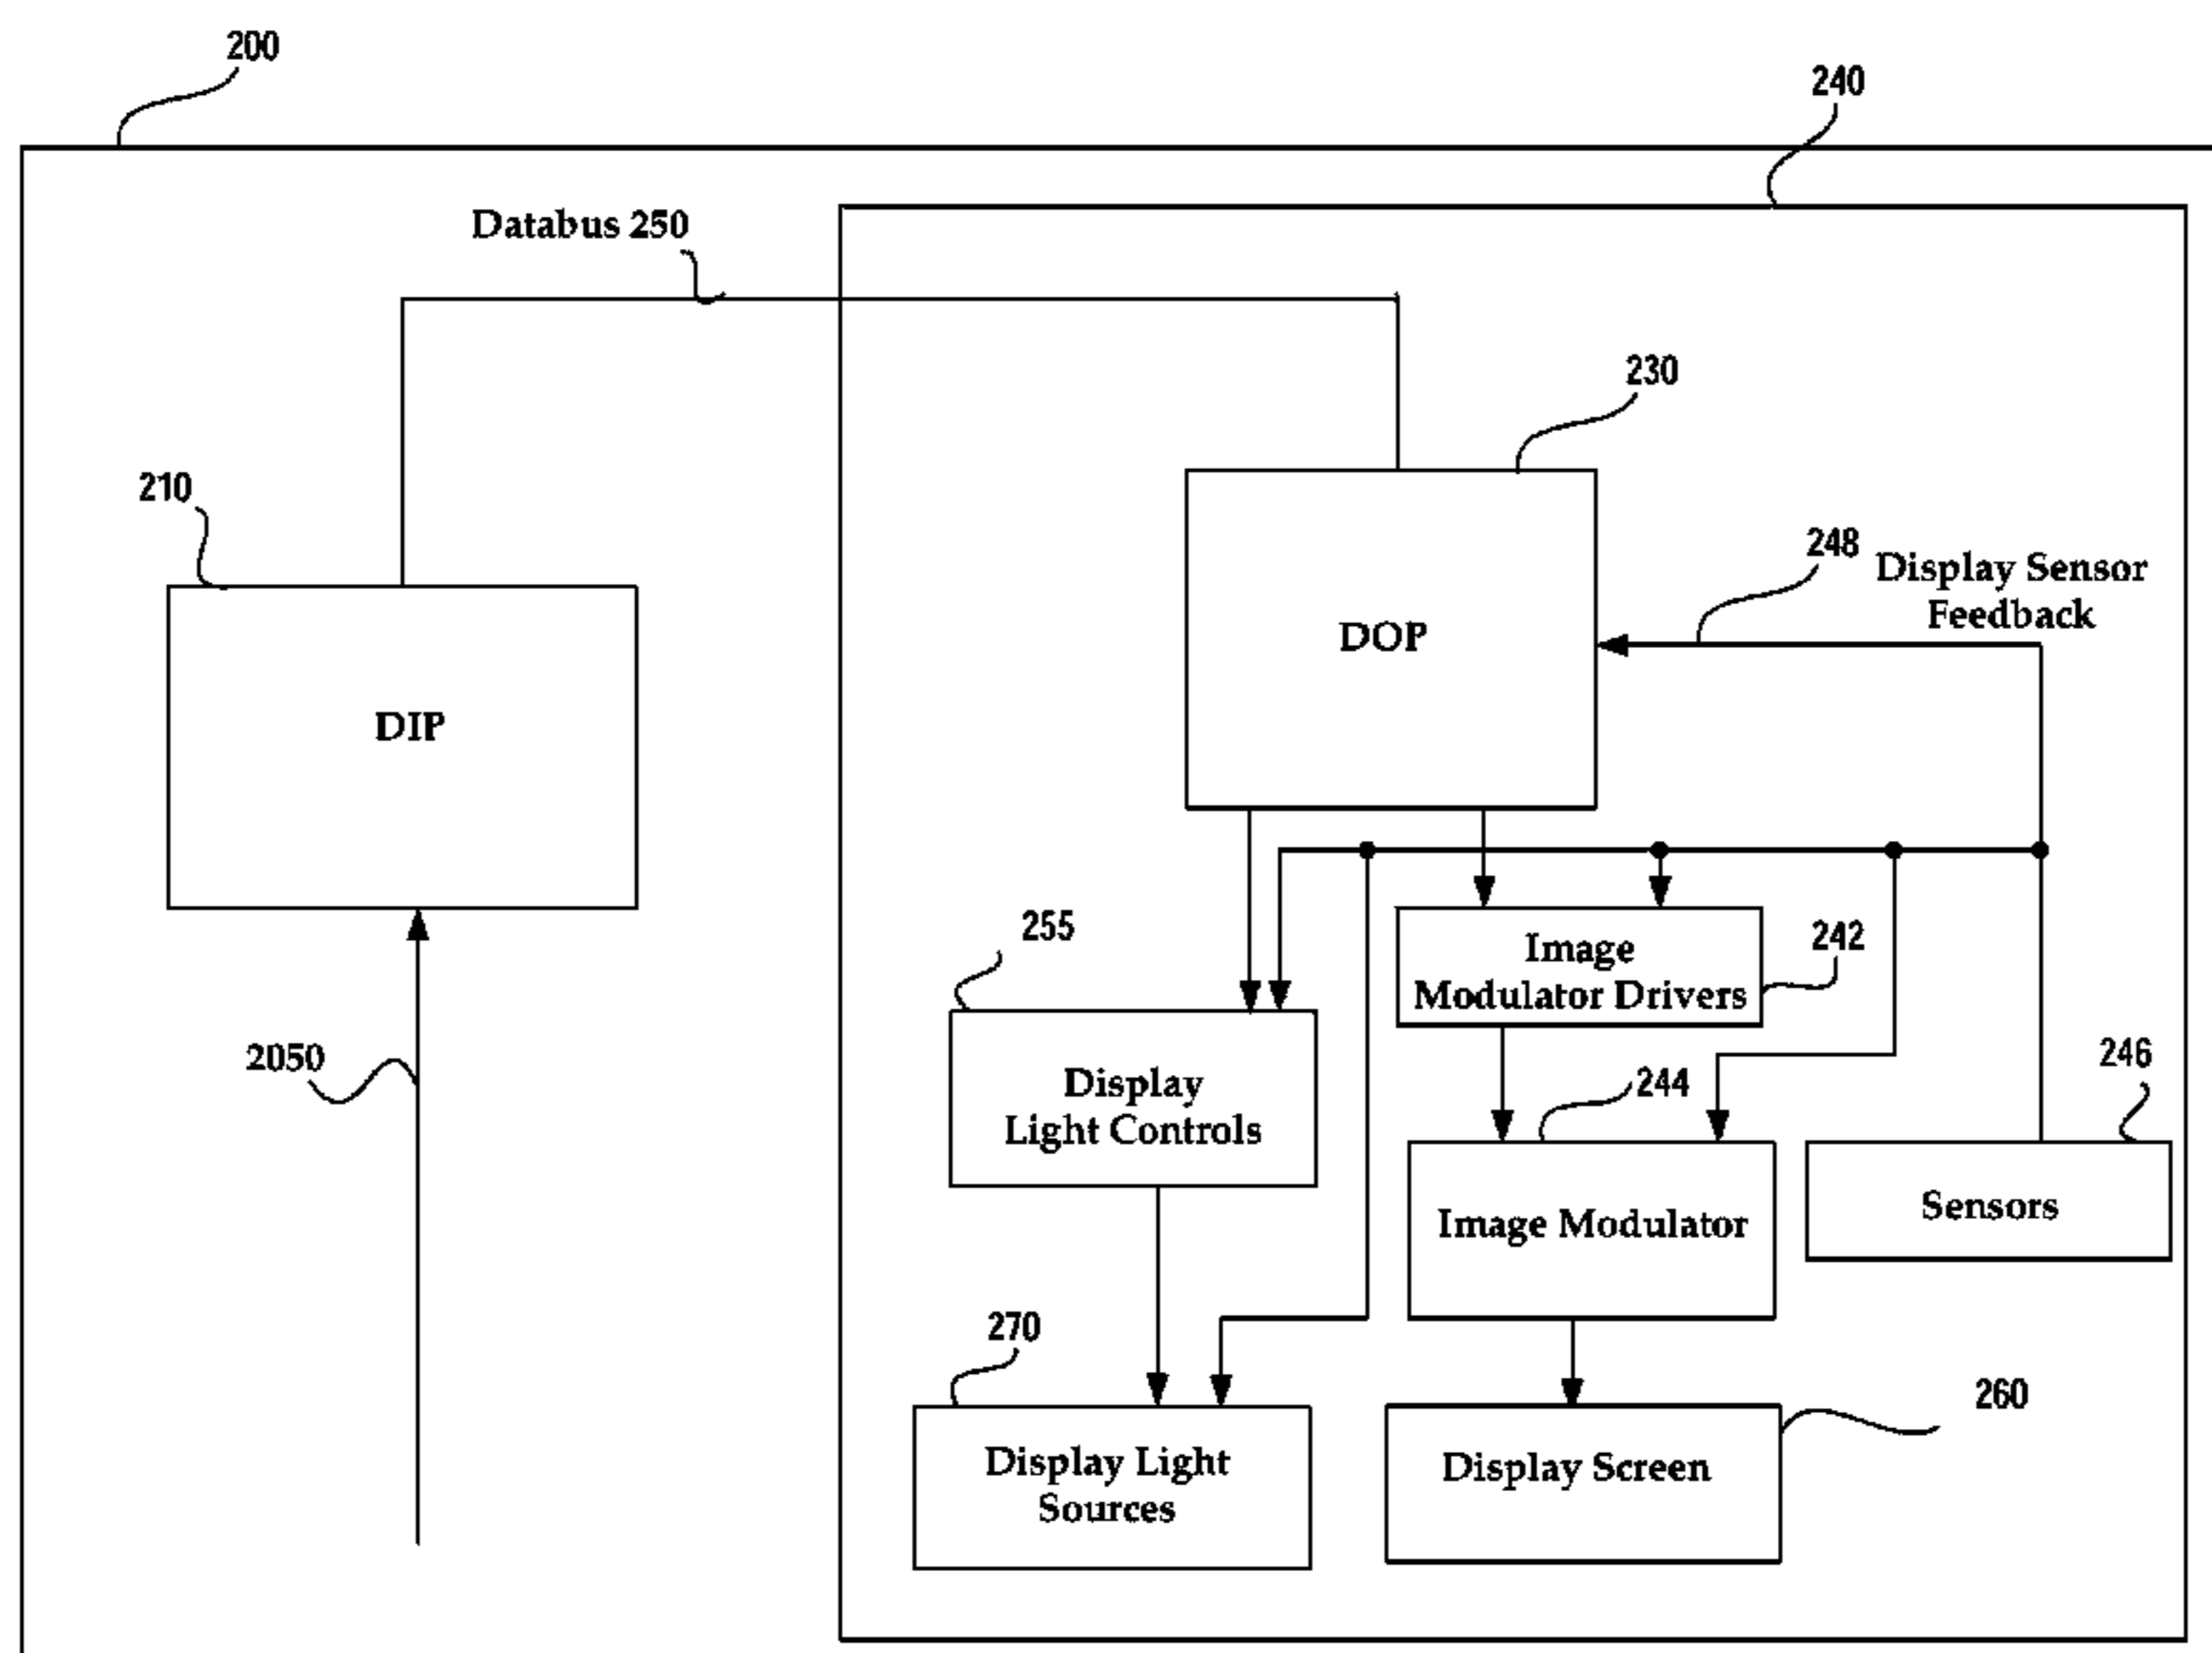 200
240
Databus 250
230
210
248
Display Sensor
Feedback
DOP
DIP
255
Image
Modulator Drivers
242
2050
Display
Light Controls
244
246
Image Modulator
Sensors
270
260
Display Light
Sources
Display Screen